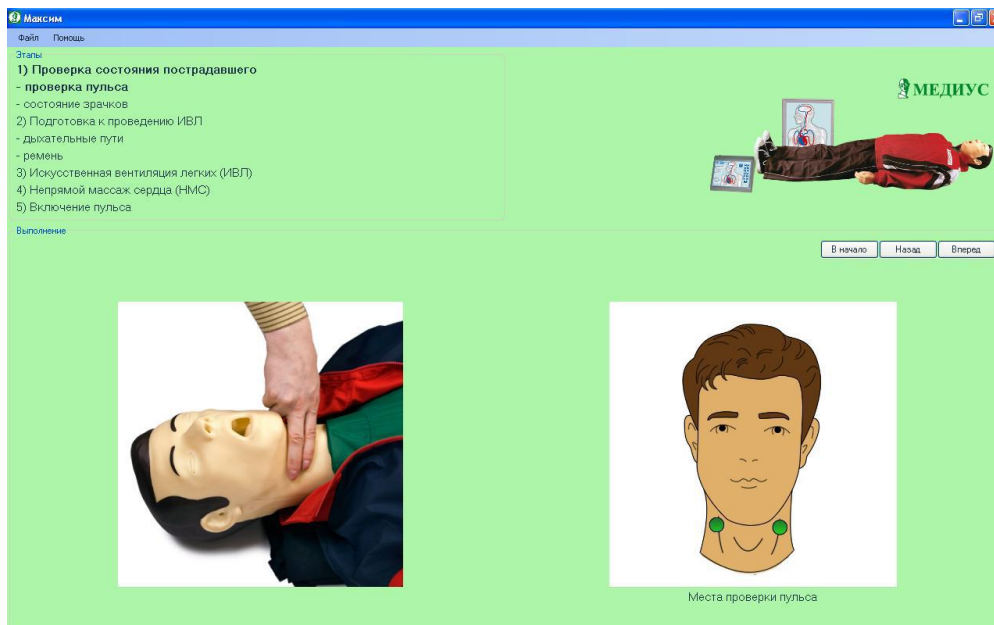 Максим
Файл Помощь
Этапы
1) Проверка состояния пострадавшего
- проверка пульса
- состояние зрачков
2) Подготовка к проведению ИВЛ
- дыхательные пути
- ремень
3) Искусственная вентиляция легких (ИВЛ)
4) Непрямой массаж сердца (НМС)
5) Включение пульса
МЕДИУС
Выполнение
В начало Назад Вперед
Места проверки пульса